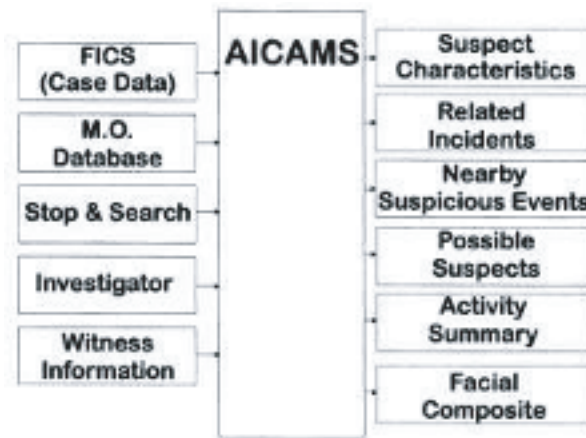 FICS
(Case Data)
M.O.
Database
Stop & Search
Investigator
Witness
Information
AICAMS
Suspect
Characteristics
Related
Incidents
Nearby
Suspicious Events
Possible
Suspects
Activity
Summary
Facial
Composite